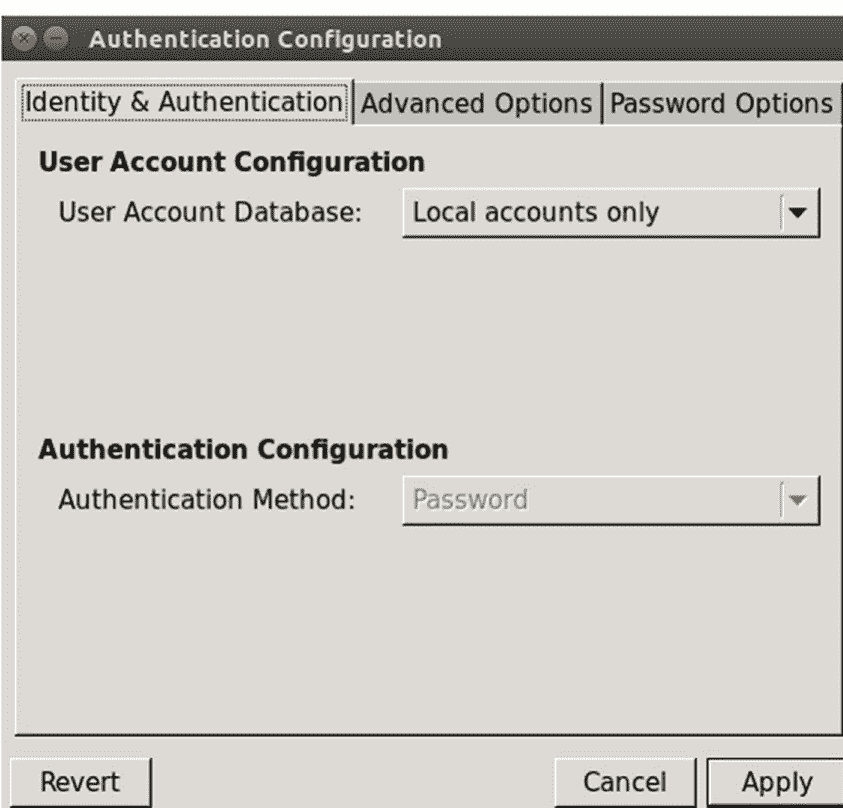 Authentication Configuration
Identity & Authentication Advanced Options Password Options
User Account Configuration
User Account Database: Local accounts only
Authentication Configuration
Authentication Method: Password
Revert Cancel Apply